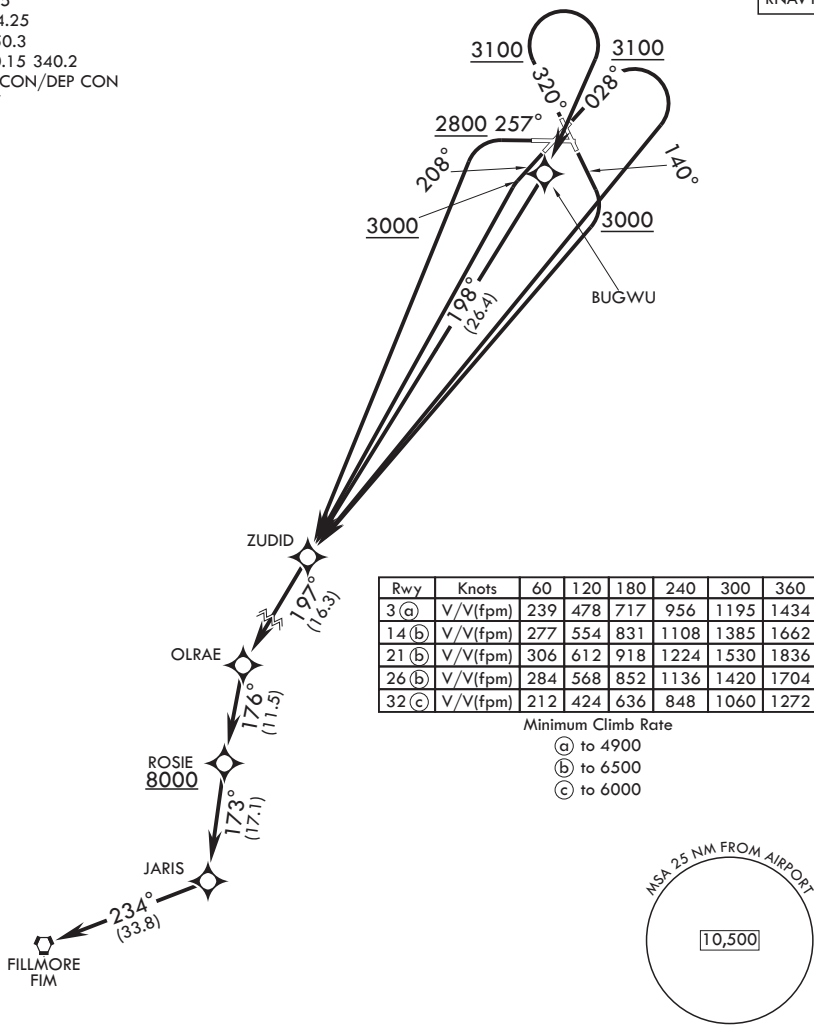 4.25
50.3
0.15 340.2
CON/DEP CON
RNAV1
3100
3100
320°
028°
2800 257°
208°
140°
3000
3000
BUGWU
198°
(26.4)
ZUDID
197°
(16.3)
OLRAE
176°
(11.5)
ROSIE
8000
173°
(17.1)
JARIS
234°
(33.8)
FILLMORE
FIM
Rwy Knots 60 120 180 240 300 360
3 ⓐ V/V(fpm) 239 478 717 956 1195 1434
14 ⓑ V/V(fpm) 277 554 831 1108 1385 1662
21 ⓑ V/V(fpm) 306 612 918 1224 1530 1836
26 ⓑ V/V(fpm) 284 568 852 1136 1420 1704
32 ⓒ V/V(fpm) 212 424 636 848 1060 1272
Minimum Climb Rate
ⓐ to 4900
ⓑ to 6500
ⓒ to 6000
MSA 25 NM FROM AIRPORT
10,500